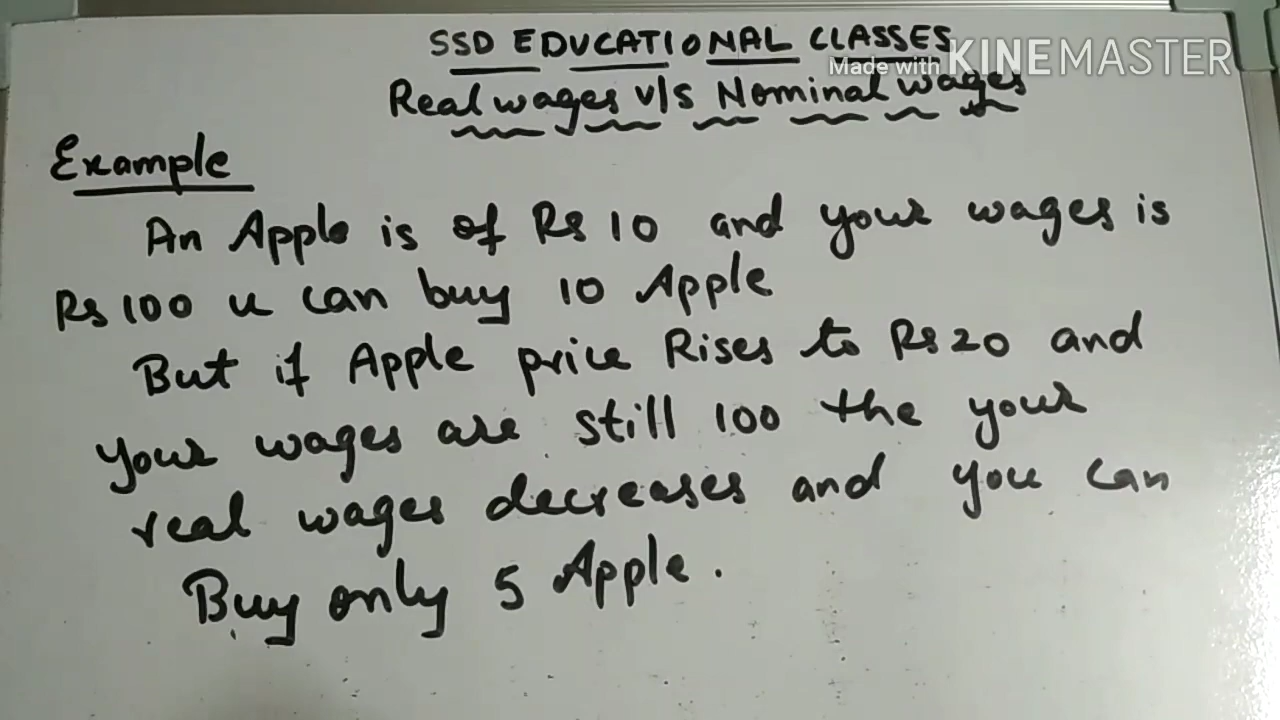 SSD EDUCATIONAL CLASSES
Made with KINEMASTER
Real wages v/s Nominal wages
Example
An Apple is of Rs 10 and your wages is
Rs 100 u can buy 10 Apple
But if Apple price Rises to Rs 20 and
your wages are still 100 the your
real wages decreases and you can
Buy only 5 Apple.